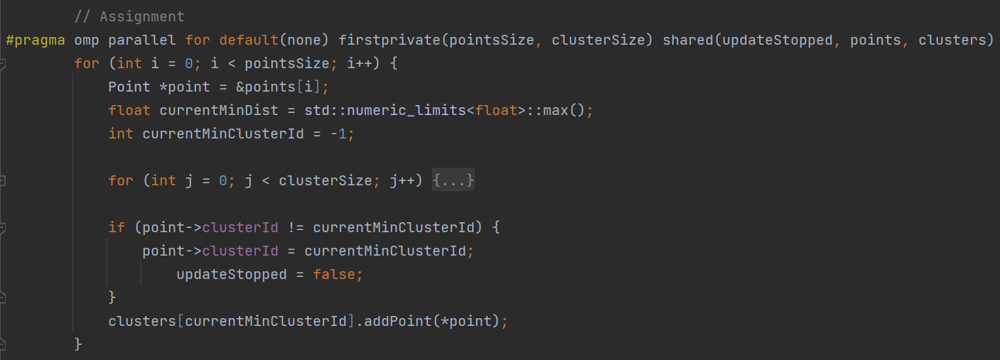 // Assignment
#pragma omp parallel for default(none) firstprivate(pointsSize, clusterSize) shared(updateStopped, points, clusters)
for (int i = 0; i < pointsSize; i++) {
Point *point = &points[i];
float currentMinDist = std::numeric_limits<float>::max();
int currentMinClusterId = -1;
for (int j = 0; j < clusterSize; j++) {...}
if (point->clusterId != currentMinClusterId) {
point->clusterId = currentMinClusterId;
updateStopped = false;
}
clusters[currentMinClusterId].addPoint(*point);
}